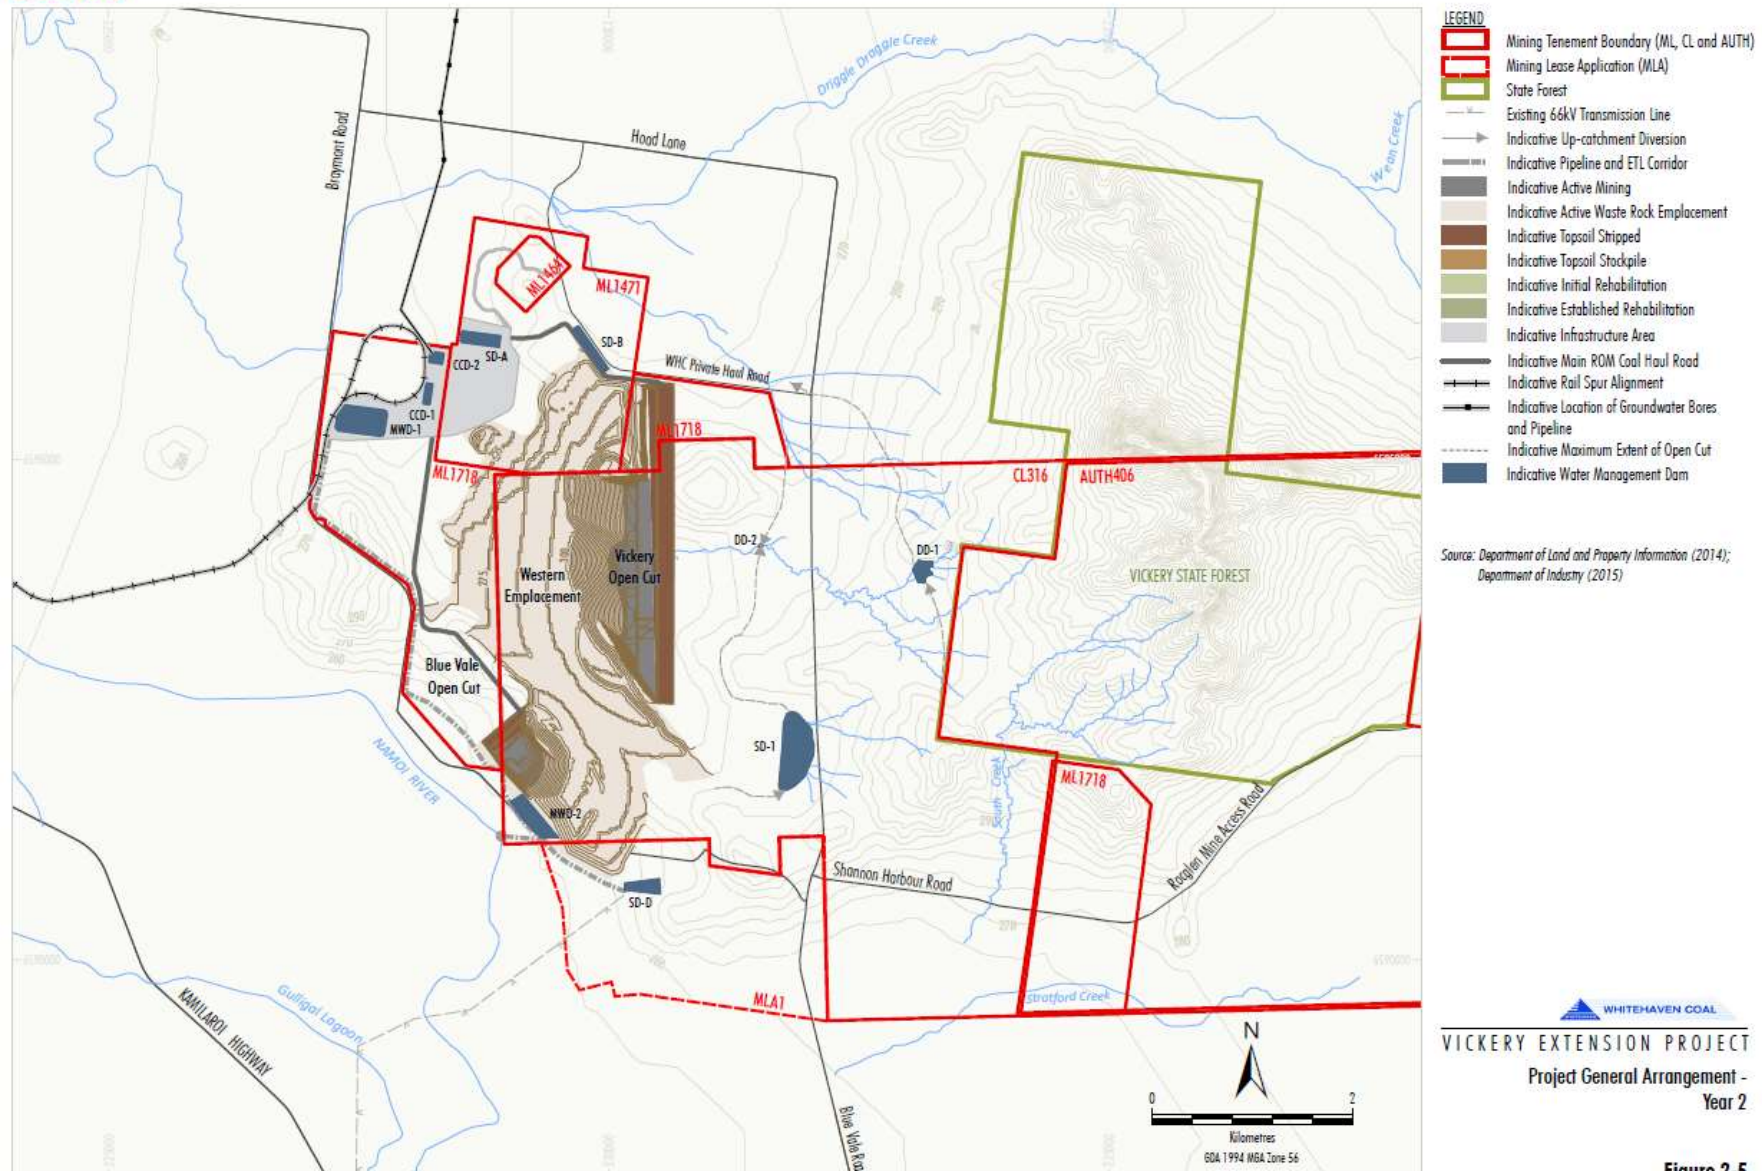 LEGEND
Mining Tenement Boundary (ML, CL and AUTH)
Mining Lease Application (MLA)
State Forest
Existing 66kV Transmission Line
Indicative Up-catchment Diversion
Indicative Pipeline and ETL Corridor
Indicative Active Mining
Indicative Active Waste Rock Emplacement
Indicative Topsoil Stripped
Indicative Topsoil Stockpile
Indicative Initial Rehabilitation
Indicative Established Rehabilitation
Indicative Infrastructure Area
Indicative Main ROM Coal Haul Road
Indicative Rail Spur Alignment
Indicative Location of Groundwater Bores
and Pipeline
Indicative Maximum Extent of Open Cut
Indicative Water Management Dam
Source: Department of Land and Property Information (2014);
Department of Industry (2015)
WHITEHAVEN COAL
VICKERY EXTENSION PROJECT
Project General Arrangement -
Year 2
Driggle Draggle Creek
Wean Creek
Braymont Road
Hoad Lane
ML1464
ML1471
SD-B
SD-A
CCD-2
WHC Private Haul Road
CCD-1
MWD-1
ML1718
ML1718
CL316
AUTH406
DD-2
DD-1
Vickery
Open Cut
Western
Emplacement
VICKERY STATE FOREST
275
Blue Vale
Open Cut
NAMOI RIVER
SD-1
South Creek
ML1718
MWD-2
Rocglen Mine Access Road
Shannon Harbour Road
SD-D
MLA1
Stratford Creek
Gulligal Lagoon
KAMILAROI HIGHWAY
N
0
2
Kilometres
GDA 1994 MGA Zone 56